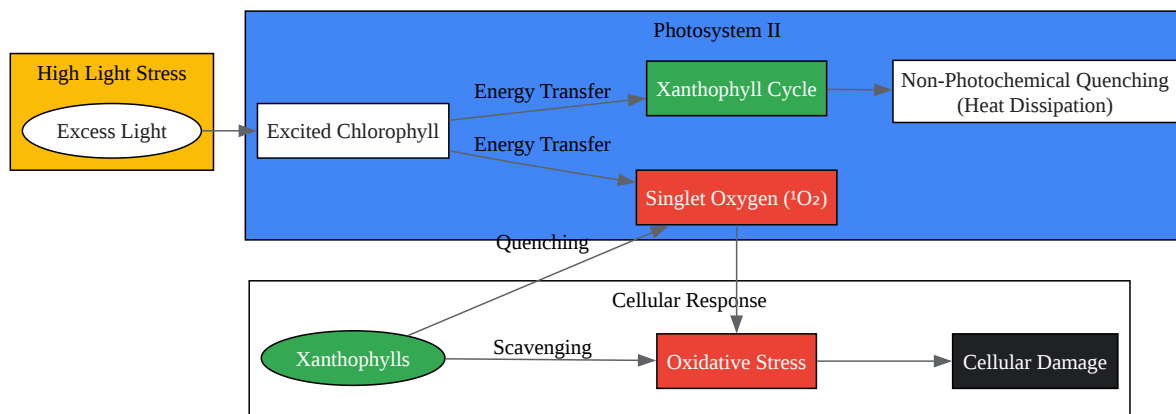 Photosystem II
High Light Stress
Excess Light
Excited Chlorophyll
Energy Transfer
Xanthophyll Cycle
Non-Photochemical Quenching
(Heat Dissipation)
Energy Transfer
Singlet Oxygen (¹O₂)
Quenching
Cellular Response
Xanthophylls
Scavenging
Oxidative Stress
Cellular Damage